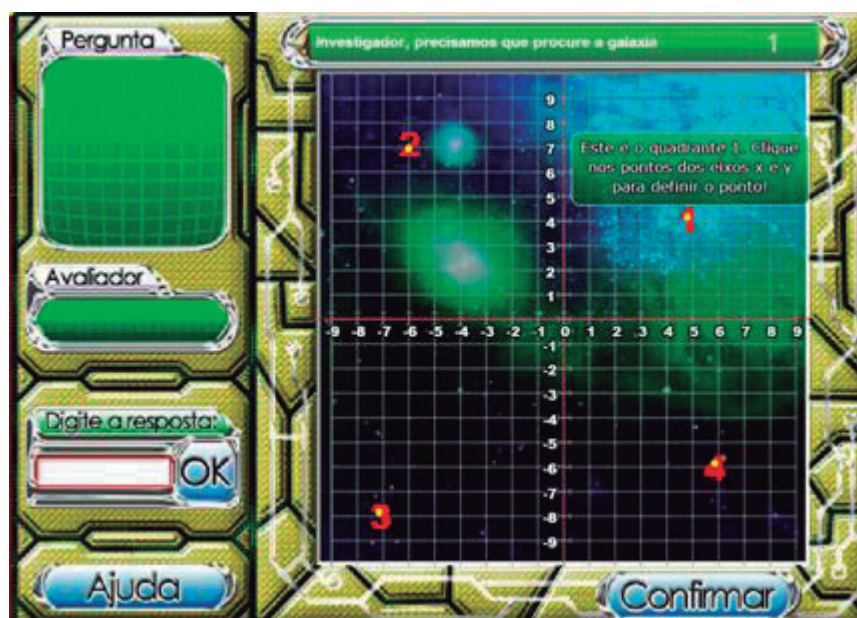 Pergunta
Investigador, precisamos que procure a galaxia 1
9
8
2
7
Este é o quadrante 1. Clique
nos pontos dos eixos x e y
para definir o ponto!
6
5
4
1
3
2
1
Avaliador
-9 -8 -7 -6 -5 -4 -3 -2 -1 0 1 2 3 4 5 6 7 8 9
-1
-2
-3
-4
Digite a resposta:
-5
-6
4
OK
-7
-8
3
-9
Ajuda
Confirmar